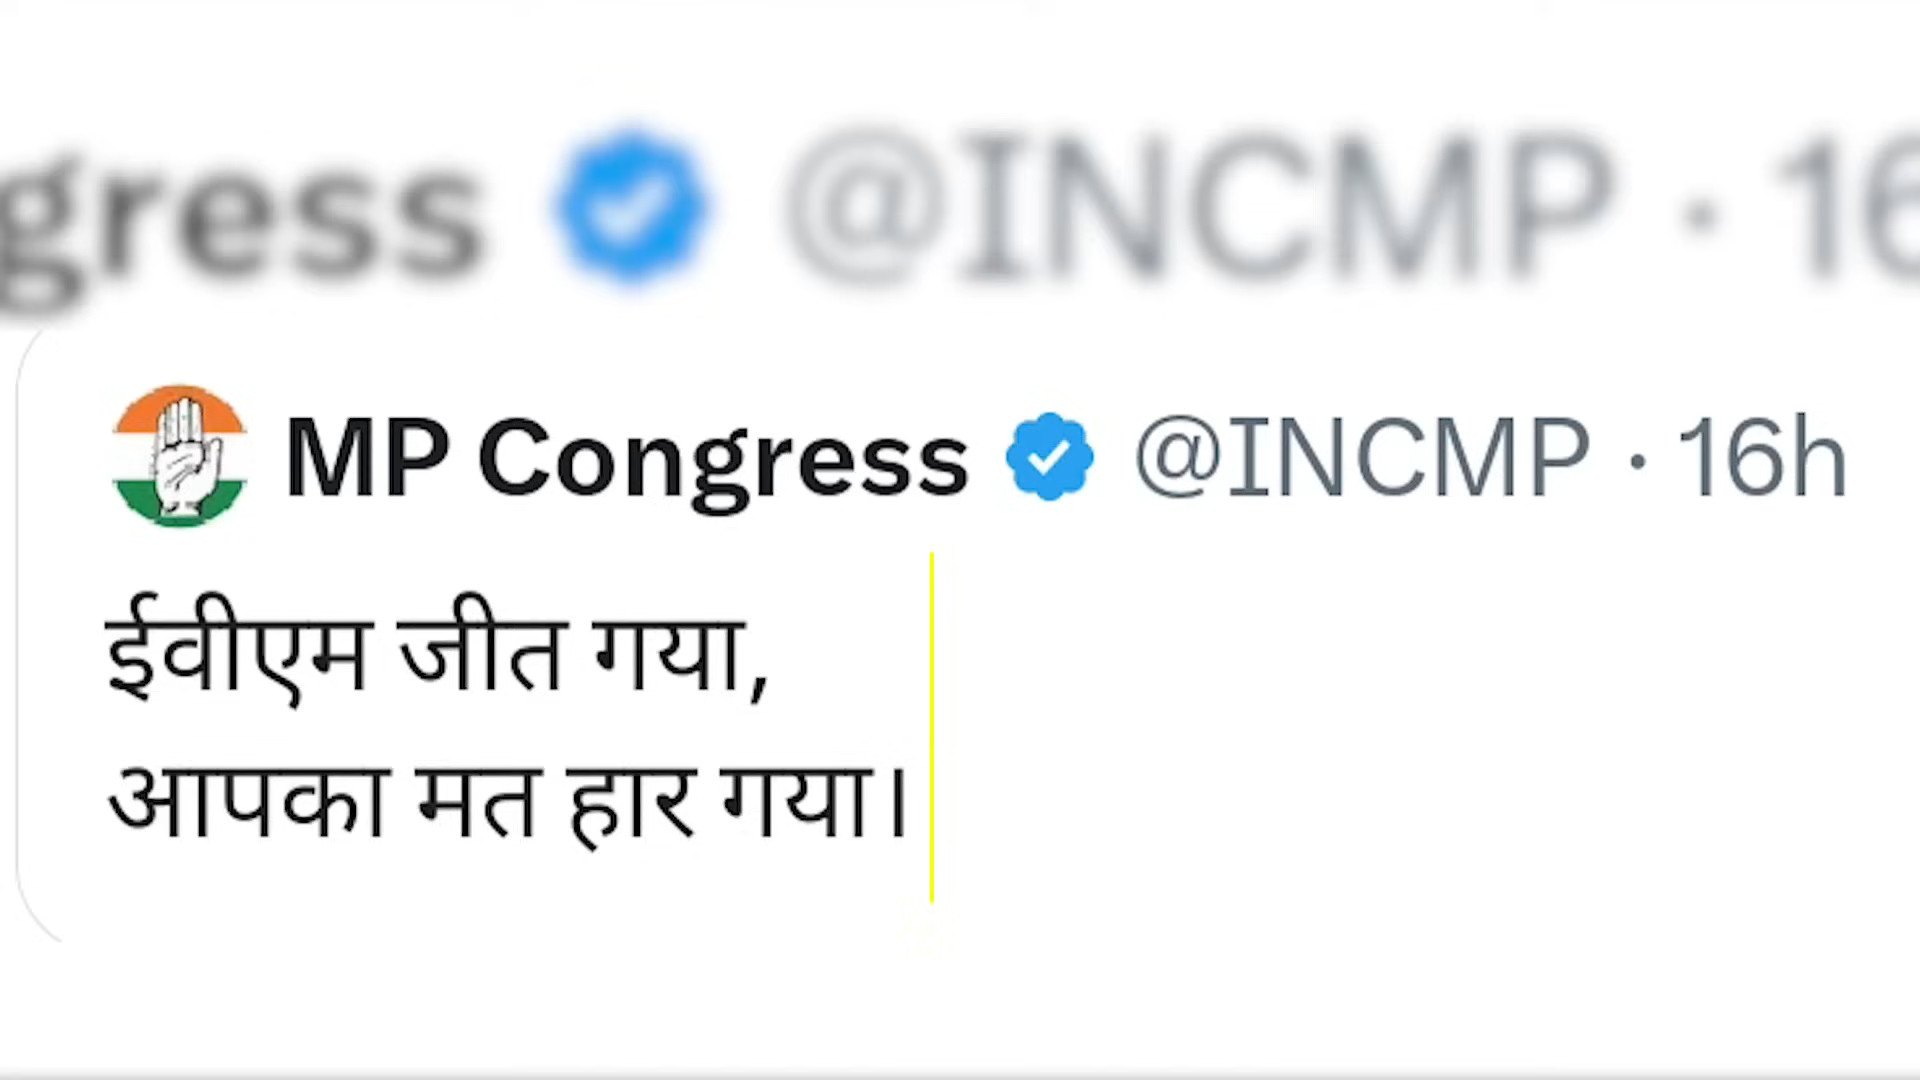 gress @INCMP · 16
MP Congress @INCMP · 16h
ईवीएम जीत गया,
आपका मत हार गया।